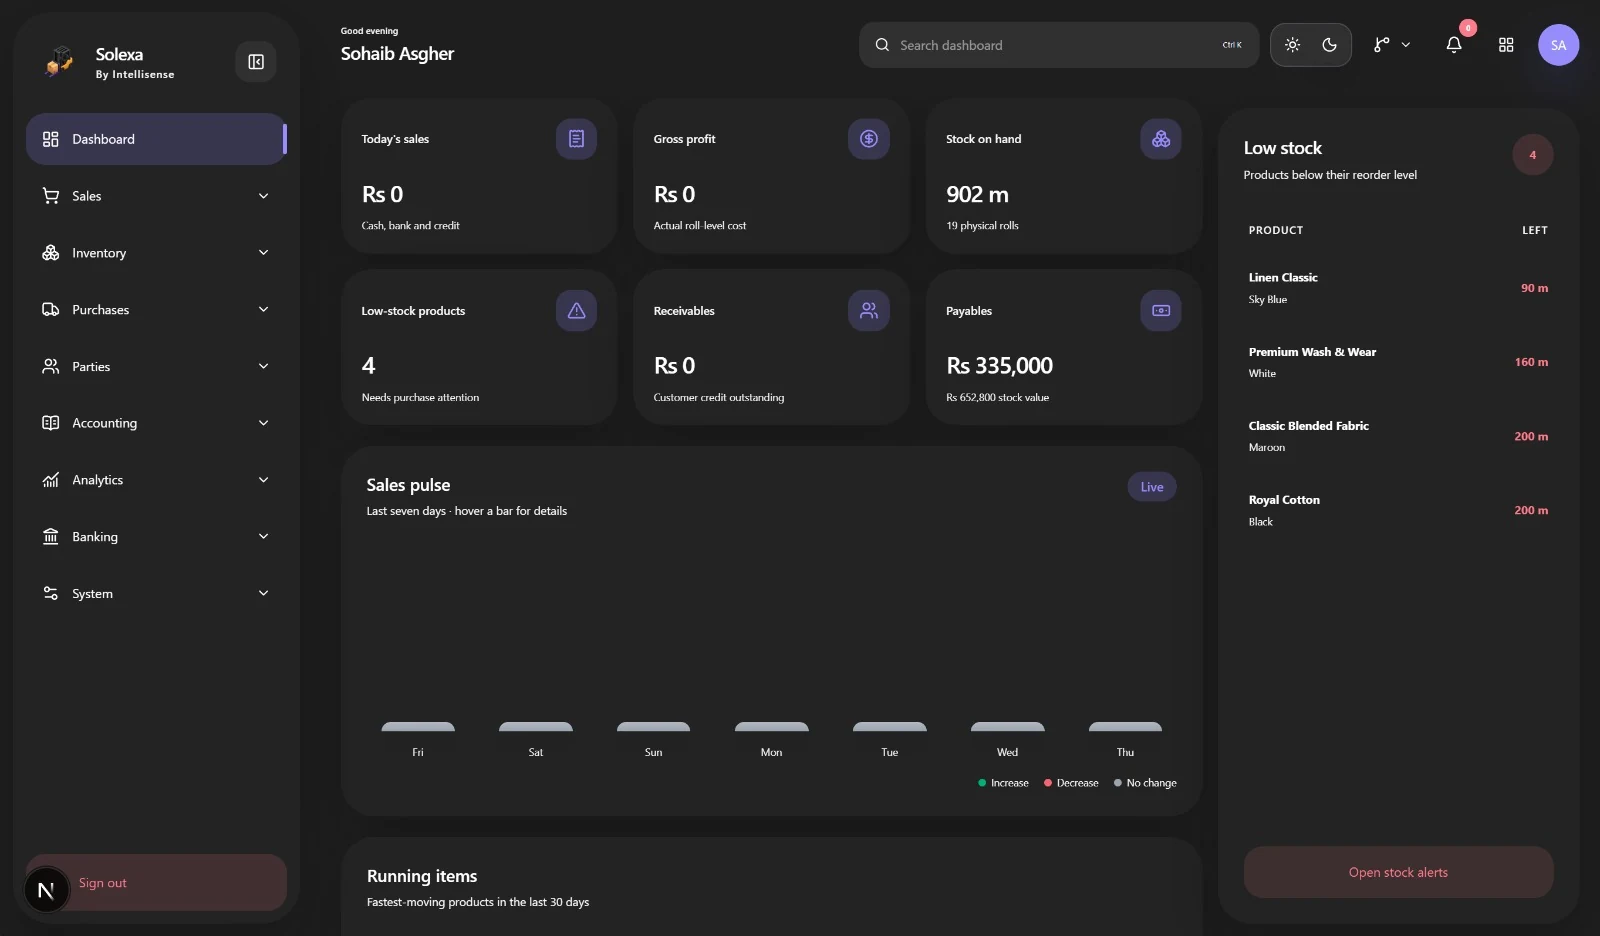 Solexa
By Intellisense
Dashboard
Sales
Inventory
Purchases
Parties
Accounting
Analytics
Banking
System
N
Sign out
Good evening
Sohaib Asgher
Search dashboard
Ctrl K
0
SA
Today's sales
Rs 0
Cash, bank and credit
Gross profit
Rs 0
Actual roll-level cost
Stock on hand
902 m
19 physical rolls
Low-stock products
4
Needs purchase attention
Receivables
Rs 0
Customer credit outstanding
Payables
Rs 335,000
Rs 652,800 stock value
Sales pulse
Last seven days · hover a bar for details
Live
Fri Sat Sun Mon Tue Wed Thu
Increase Decrease No change
Running items
Fastest-moving products in the last 30 days
Low stock
Products below their reorder level
4
PRODUCT LEFT
Linen Classic
Sky Blue
90 m
Premium Wash & Wear
White
160 m
Classic Blended Fabric
Maroon
200 m
Royal Cotton
Black
200 m
Open stock alerts